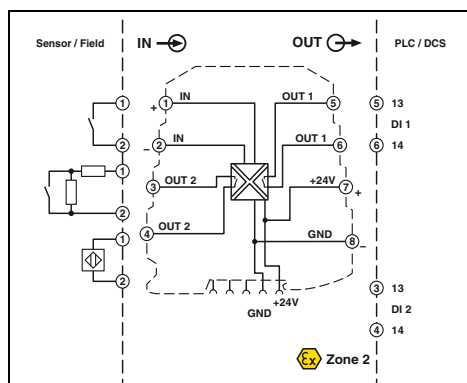 Sensor / Field IN OUT PLC / DCS
1 + 1 IN OUT 1 5 5 13
DI 1
2 – 2 IN OUT 1 6 6 14
1
3 OUT 2 +24V 7 +
2
4 OUT 2 GND 8 –
1
2
+24V
GND
3 13
DI 2
4 14
Ex Zone 2